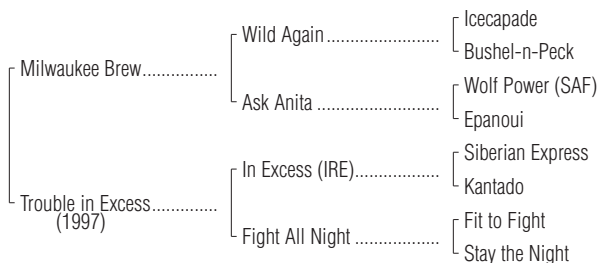 Icecapade
Wild Again
Bushel-n-Peck
Milwaukee Brew
Wolf Power (SAF)
Ask Anita
Epanoui
Siberian Express
In Excess (IRE)
Kantado
Trouble in Excess
(1997)
Fit to Fight
Fight All Night
Stay the Night